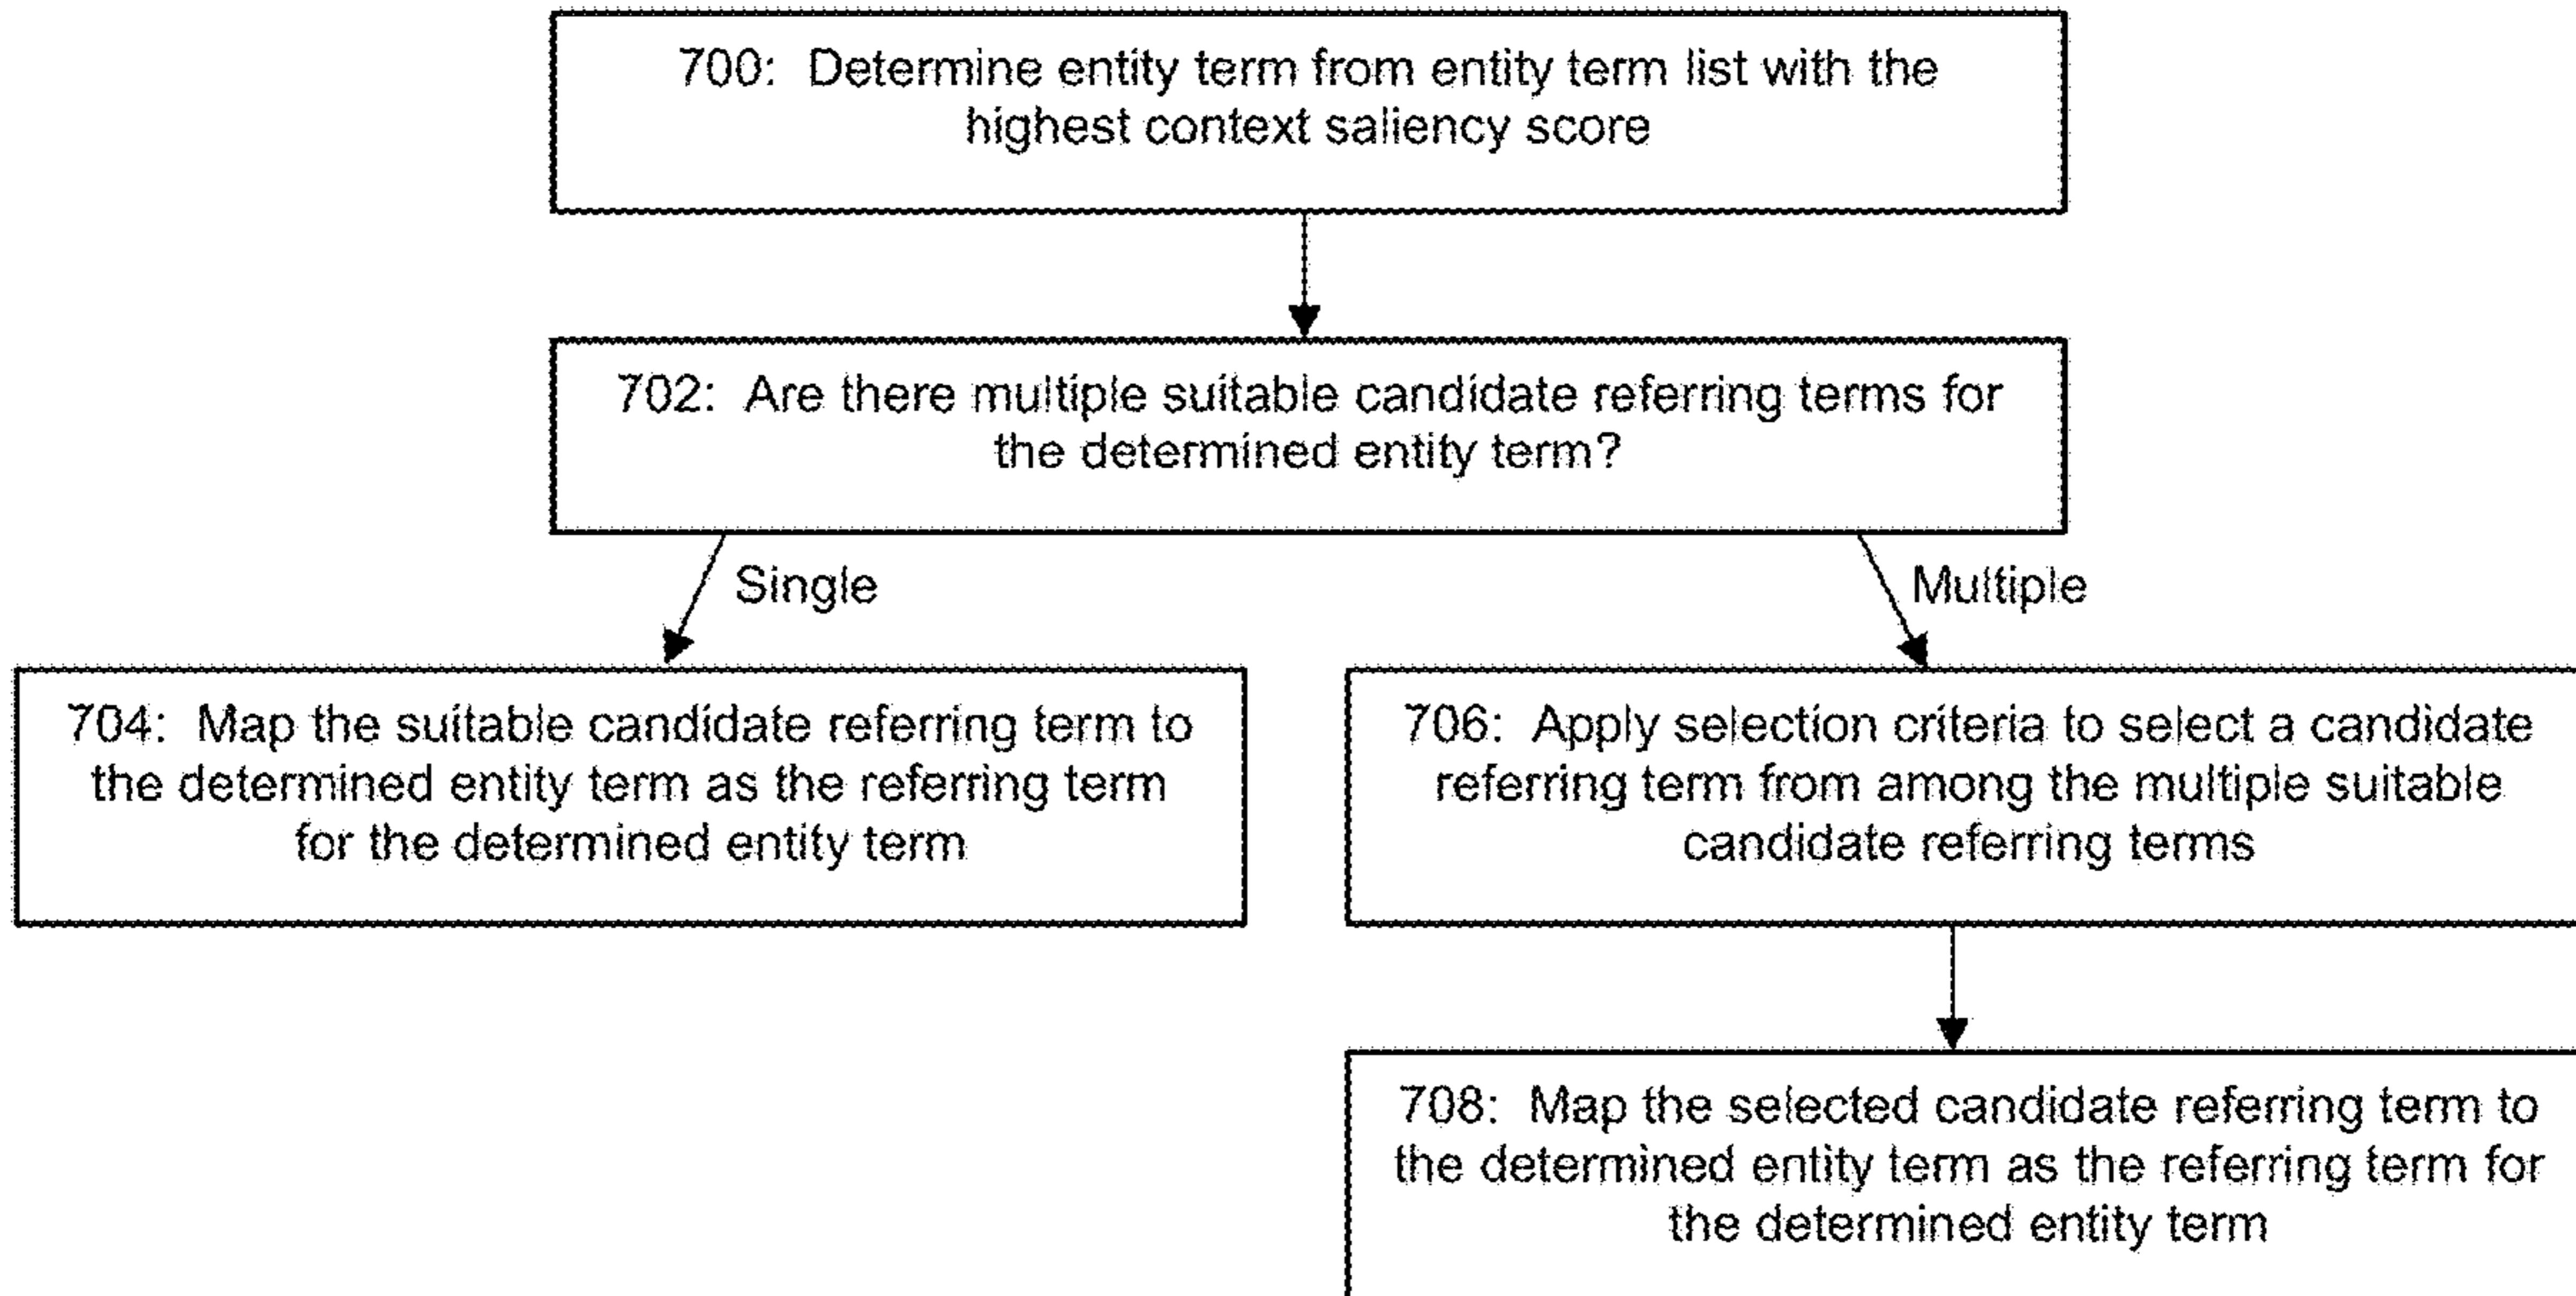 700: Determine entity term from entity term list with the
highest context saliency score
702: Are there multiple suitable candidate referring terms for
the determined entity term?
Single
Multiple
704: Map the suitable candidate referring term to
the determined entity term as the referring term
for the determined entity term
706: Apply selection criteria to select a candidate
referring term from among the multiple suitable
candidate referring terms
708: Map the selected candidate referring term to
the determined entity term as the referring term for
the determined entity term